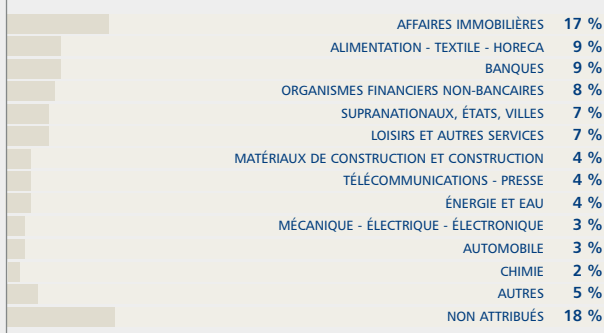 AFFAIRES IMMOBILIÈRES 17 %
ALIMENTATION - TEXTILE - HORECA 9 %
BANQUES 9 %
ORGANISMES FINANCIERS NON-BANCAIRES 8 %
SUPRANATIONAUX, ÉTATS, VILLES 7 %
LOISIRS ET AUTRES SERVICES 7 %
MATÉRIAUX DE CONSTRUCTION ET CONSTRUCTION 4 %
TÉLÉCOMMUNICATIONS - PRESSE 4 %
ÉNERGIE ET EAU 4 %
MÉCANIQUE - ÉLECTRIQUE - ÉLECTRONIQUE 3 %
AUTOMOBILE 3 %
CHIMIE 2 %
AUTRES 5 %
NON ATTRIBUÉS 18 %